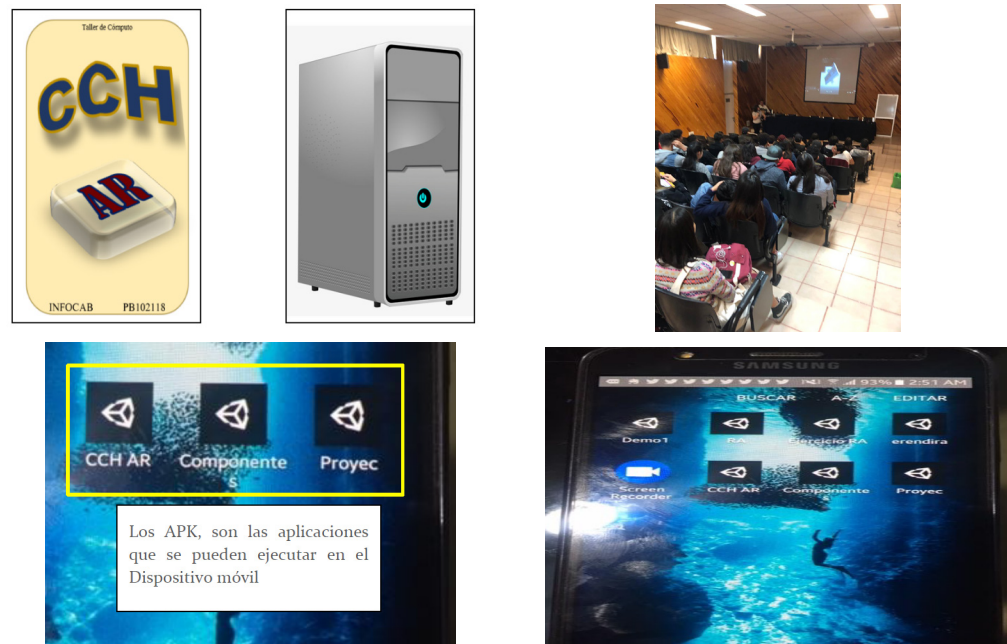 Taller de Cómputo
CCH
AR
INFOCAB PB102118
CCH AR Componente
s Proyec
Los APK, son las aplicaciones
que se pueden ejecutar en el
Dispositivo móvil
SAMSUNG
93% 2:51 AM
BUSCAR A-Z EDITAR
Demo1 RA Ejercicio RA erendira
Screen
Recorder CCH AR Componente
s Proyec